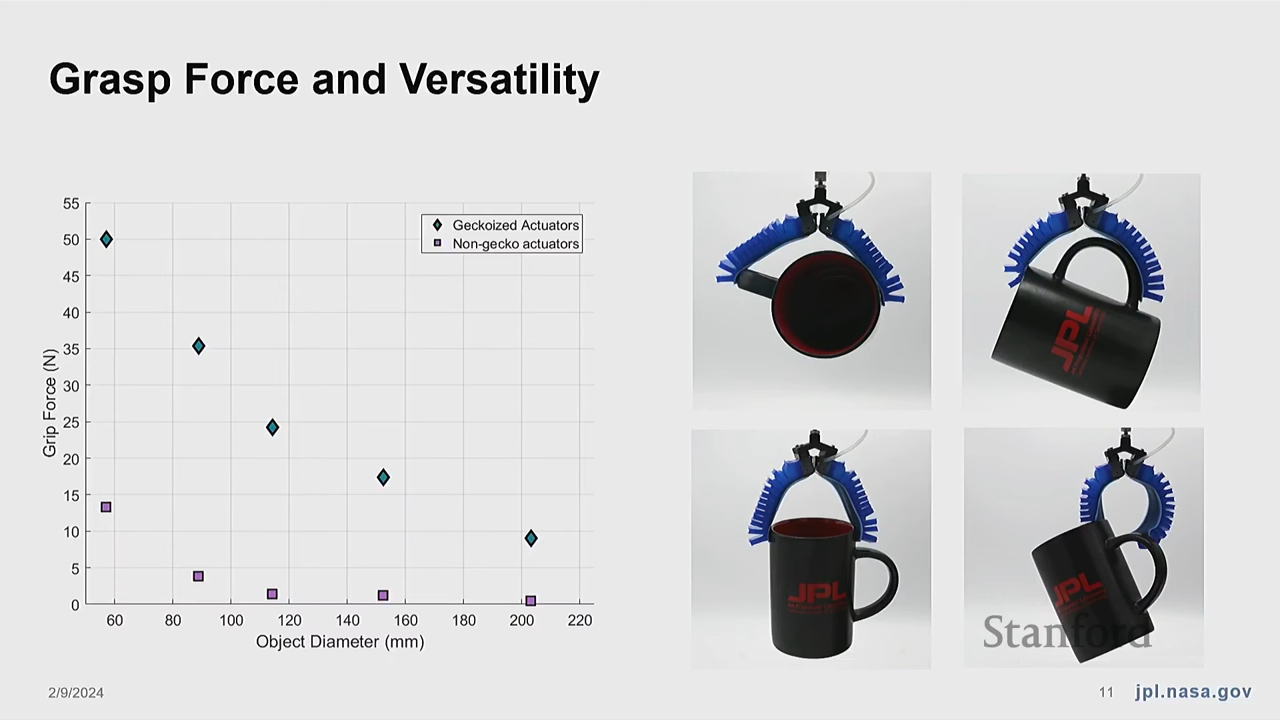 Grasp Force and Versatility
55
50
45
40
35
30
25
20
15
10
5
0
Grip Force (N)
60
80
100
120
140
160
180
200
220
Object Diameter (mm)
Geckoized Actuators
Non-gecko actuators
JPL
JPL
JPL
Stanford
2/9/2024
11
jpl.nasa.gov